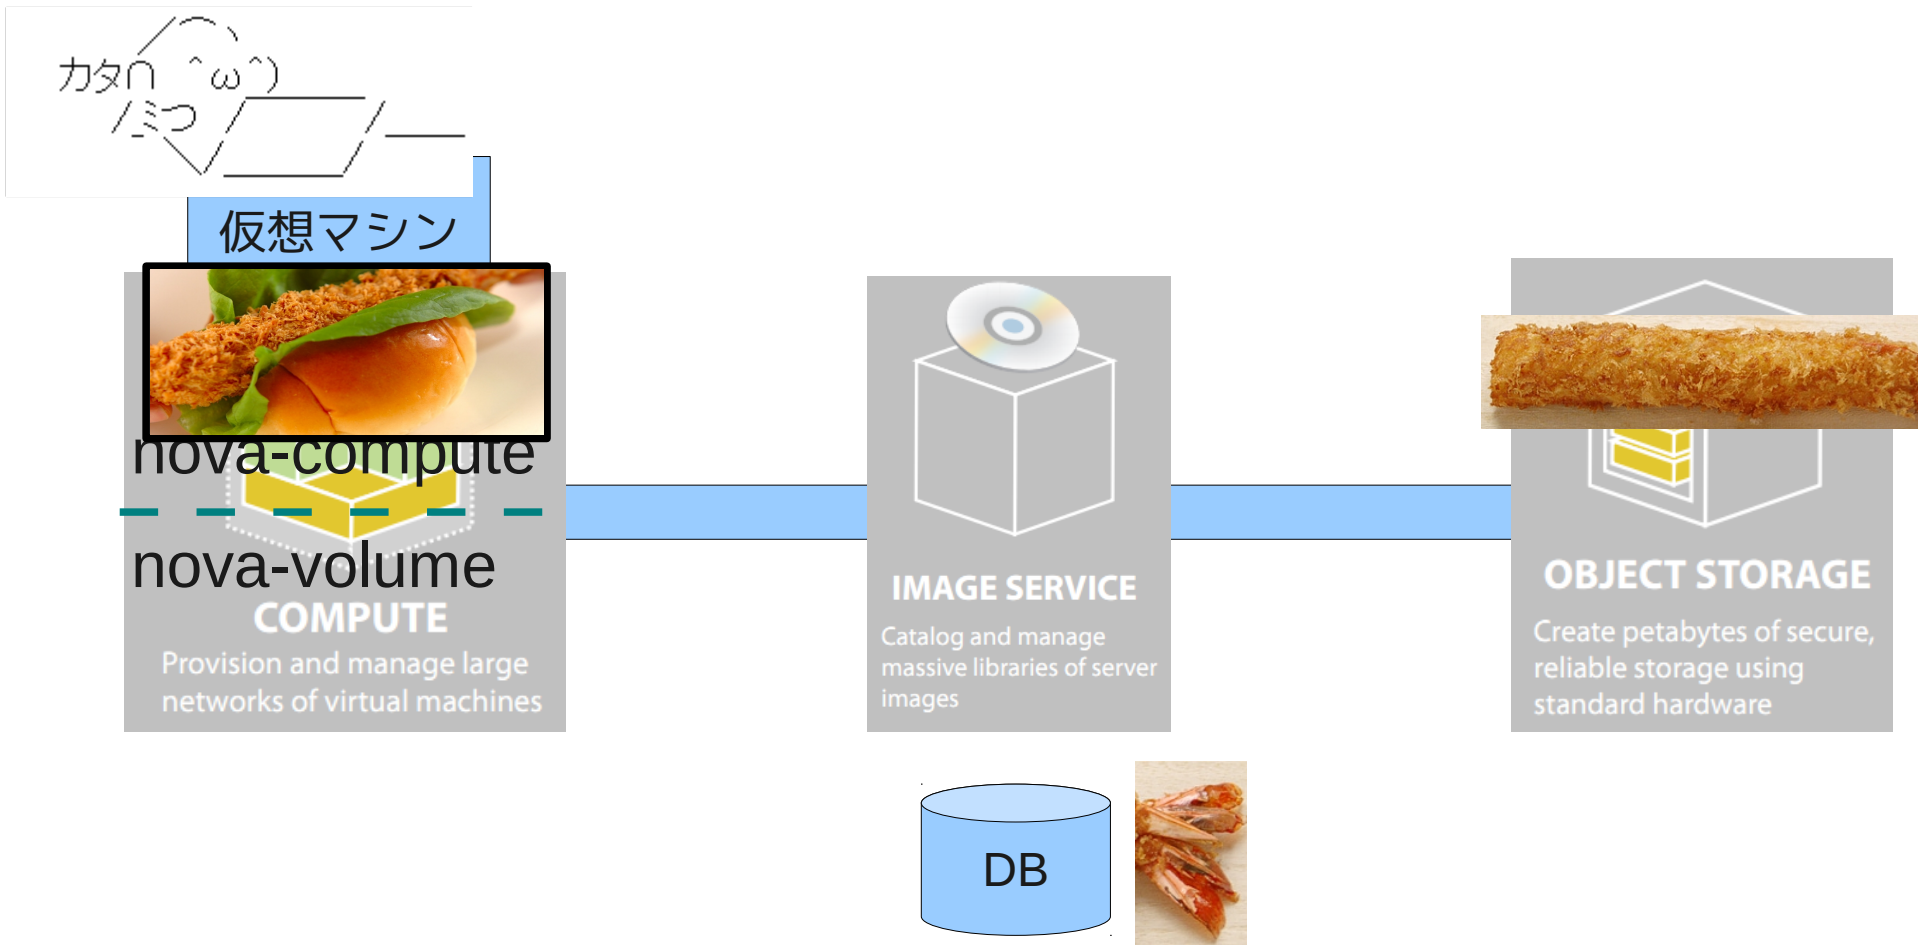 カタ∩ ＾ω＾)
/ミつ
仮想マシン
nova-compute
nova-volume
COMPUTE
Provision and manage large
networks of virtual machines
IMAGE SERVICE
Catalog and manage
massive libraries of server
images
OBJECT STORAGE
Create petabytes of secure,
reliable storage using
standard hardware
DB